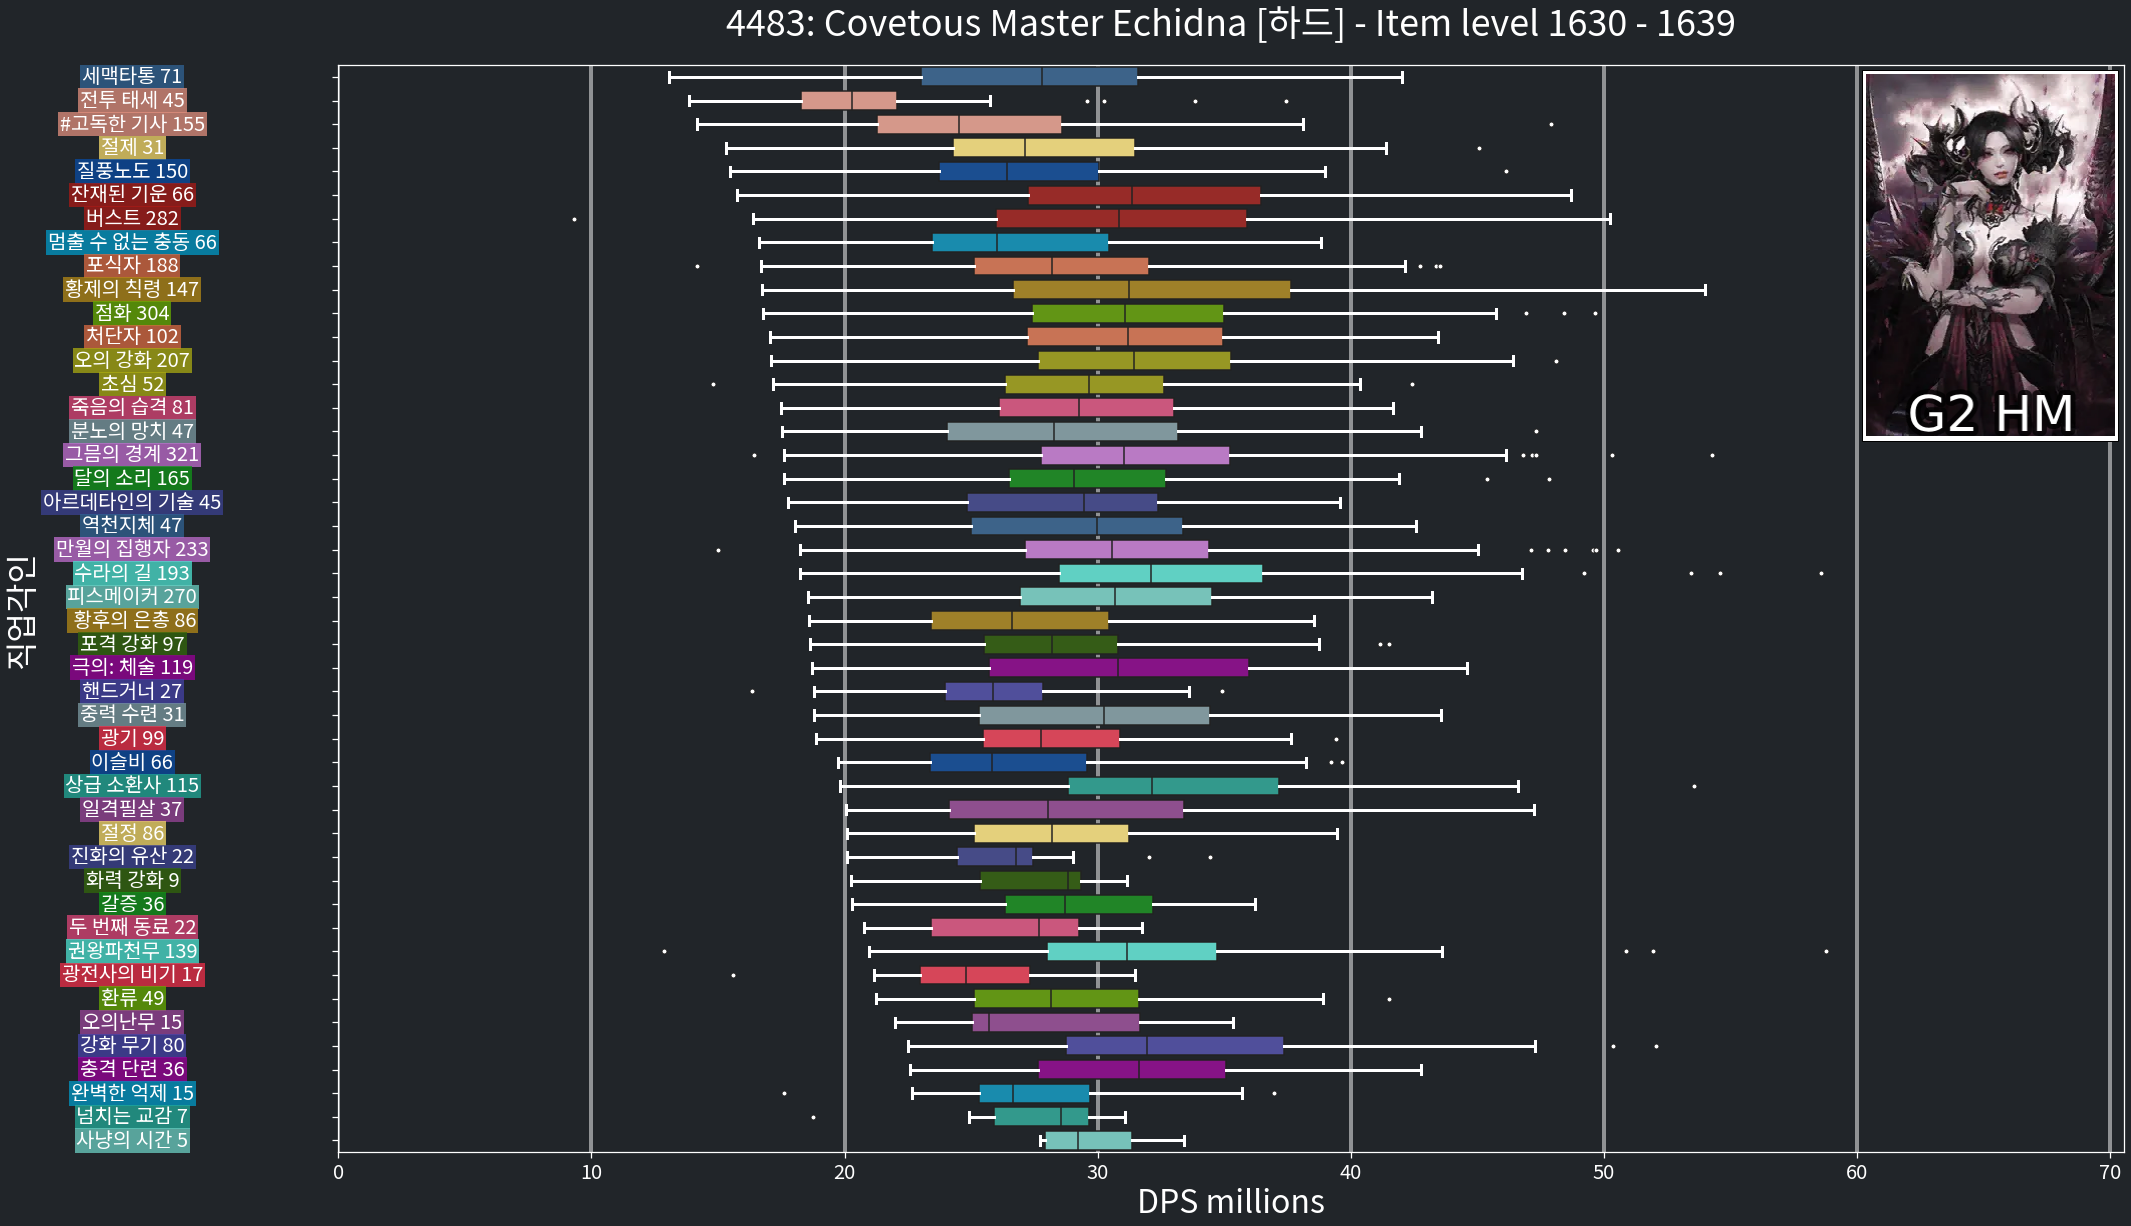 4483: Covetous Master Echidna [하드] - Item level 1630 - 1639
세맥타통 71
전투 태세 45
#고독한 기사 155
절제 31
질풍노도 150
잔재된 기운 66
버스트 282
멈출 수 없는 충동 66
포식자 188
황제의 칙령 147
점화 304
처단자 102
오의 강화 207
초심 52
죽음의 습격 81
분노의 망치 47
그믐의 경계 321
달의 소리 165
아르데타인의 기술 45
역천지체 47
만월의 집행자 233
수라의 길 193
피스메이커 270
황후의 은총 86
포격 강화 97
극의: 체술 119
핸드거너 27
중력 수련 31
광기 99
이슬비 66
상급 소환사 115
일격필살 37
절정 86
진화의 유산 22
화력 강화 9
갈증 36
두 번째 동료 22
권왕파천무 139
광전사의 비기 17
환류 49
오의난무 15
강화 무기 80
충격 단련 36
완벽한 억제 15
넘치는 교감 7
사냥의 시간 5
직업각인
G2 HM
0 10 20 30 40 50 60 70
DPS millions